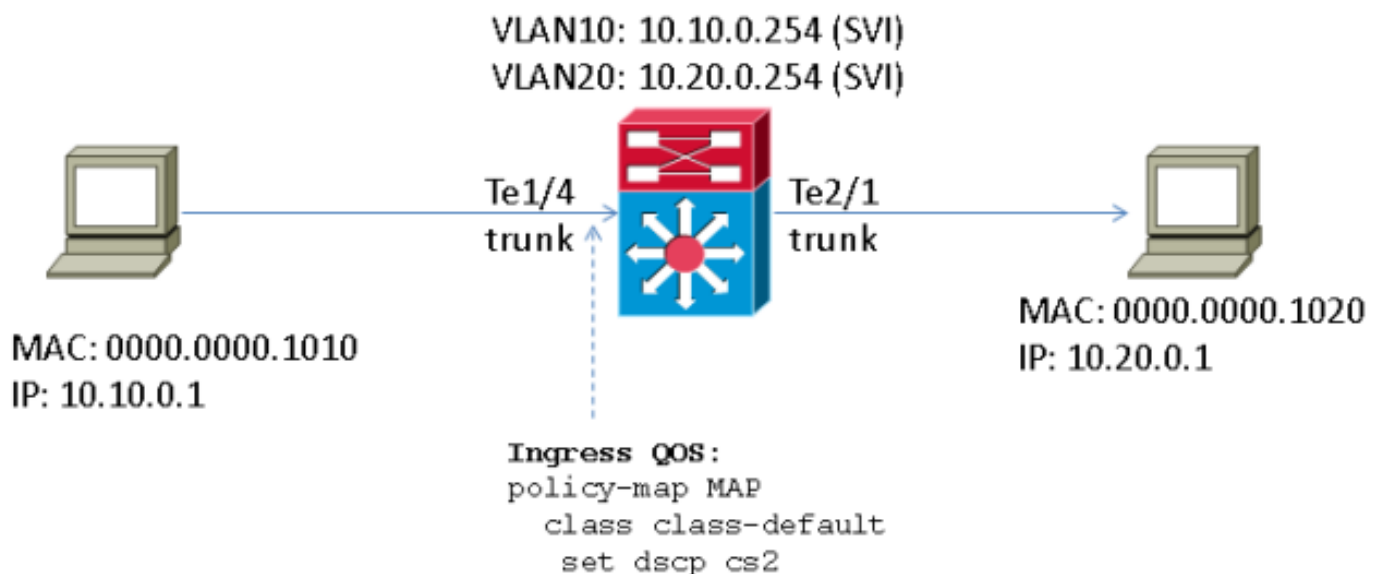 VLAN10: 10.10.0.254 (SVI)
VLAN20: 10.20.0.254 (SVI)
Te1/4
trunk
Te2/1
trunk
MAC: 0000.0000.1010
IP: 10.10.0.1
MAC: 0000.0000.1020
IP: 10.20.0.1
Ingress QOS:
policy-map MAP
class class-default
set dscp cs2